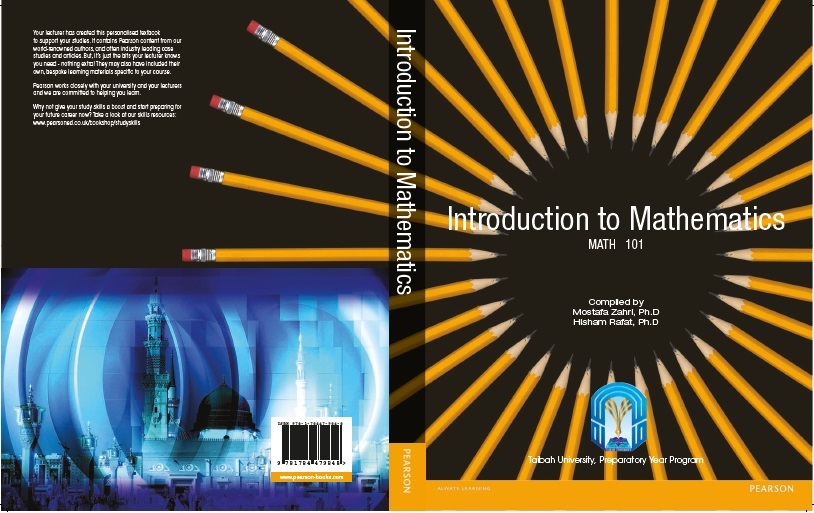 Your lecturer has created this personalised textbook
to support your studies. It contains Pearson content from our
world-renowned authors, and often industry leading case
studies and articles. But, it's just the bits your lecturer knows
you need - nothing extra! They may also have included their
own, bespoke learning materials specific to your course.
Pearson works closely with your university and your lecturers
and we are committed to helping you learn.
Why not give your study skills a boost and start preparing for
your future career now? Take a look at our skills resources:
www.pearsoned.co.uk/bookshop/studyskills
www.pearson-books.com
Introduction to Mathematics
PEARSON
Introduction to Mathematics
MATH 101
Compiled by
Mostafa Zahri, Ph.D
Hisham Rafat, Ph.D
Taibah University, Preparatory Year Program
ALWAYS LEARNING
PEARSON